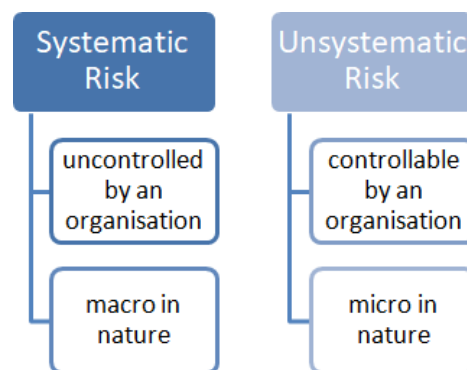 Systematic
Risk
uncontrolled
by an
organisation
macro in
nature
Unsystematic
Risk
controllable
by an
organisation
micro in
nature